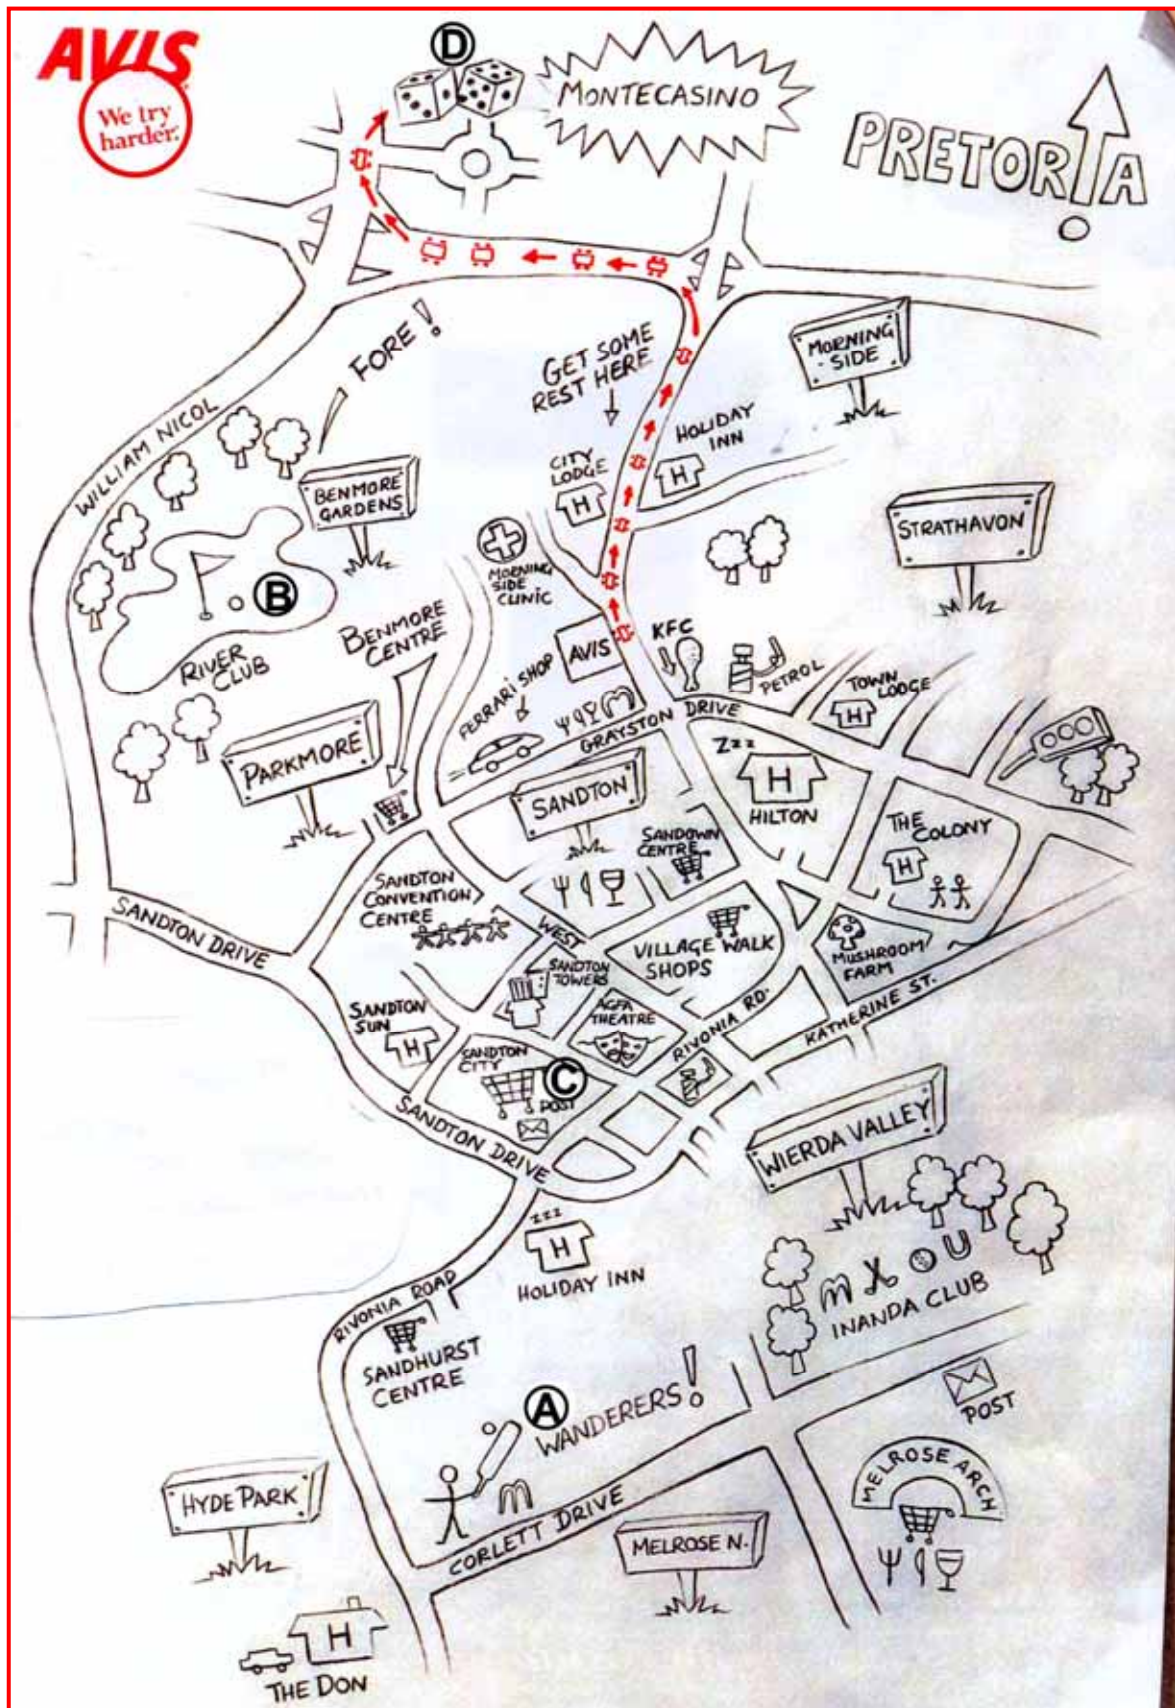 AVIS
We try
harder.
D
MONTECASINO
PRETORIA
FORE!
GET SOME
REST HERE
MORNING
SIDE
WILLIAM NICOL
HOLIDAY
INN
CITY
LODGE
H
H
BENMORE
GARDENS
STRATHAVON
MORNING
SIDE
CLINIC
B
RIVER
CLUB
BENMORE
CENTRE
AVIS
KFC
PETROL
TOWN
LODGE
H
FERRARI SHOP
GRAYSTON DRIVE
PARKMORE
SANDTON
Zzz
H
HILTON
SANDOWN
CENTRE
THE
COLONY
H
SANDTON
CONVENTION
CENTRE
WEST
VILLAGE WALK
SHOPS
MUSHROOM
FARM
SANDTON DRIVE
SANDTON
TOWERS
AGFA
THEATRE
RIVONIA RD.
KATHERINE ST.
SANDTON
SUN
H
SANDTON
CITY
C
POST
SANDTON DRIVE
WIERDA VALLEY
zzz
H
HOLIDAY INN
INANDA CLUB
RIVONIA ROAD
SANDHURST
CENTRE
A
WANDERERS!
POST
MELROSE ARCH
HYDE PARK
CORLETT DRIVE
MELROSE N.
H
THE DON